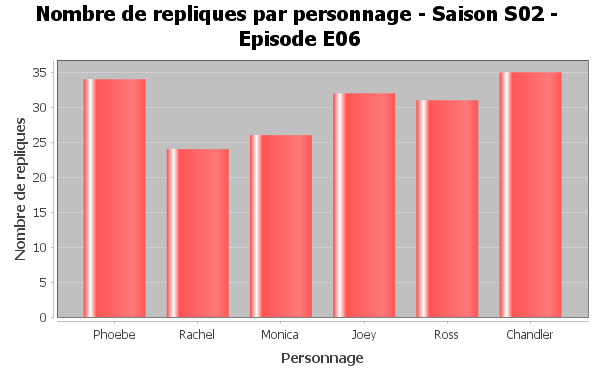 Nombre de repliques par personnage - Saison S02 -
Episode E06
Nombre de repliques
35
30
25
20
15
10
5
0
Phoebe Rachel Monica Joey Ross Chandler
Personnage